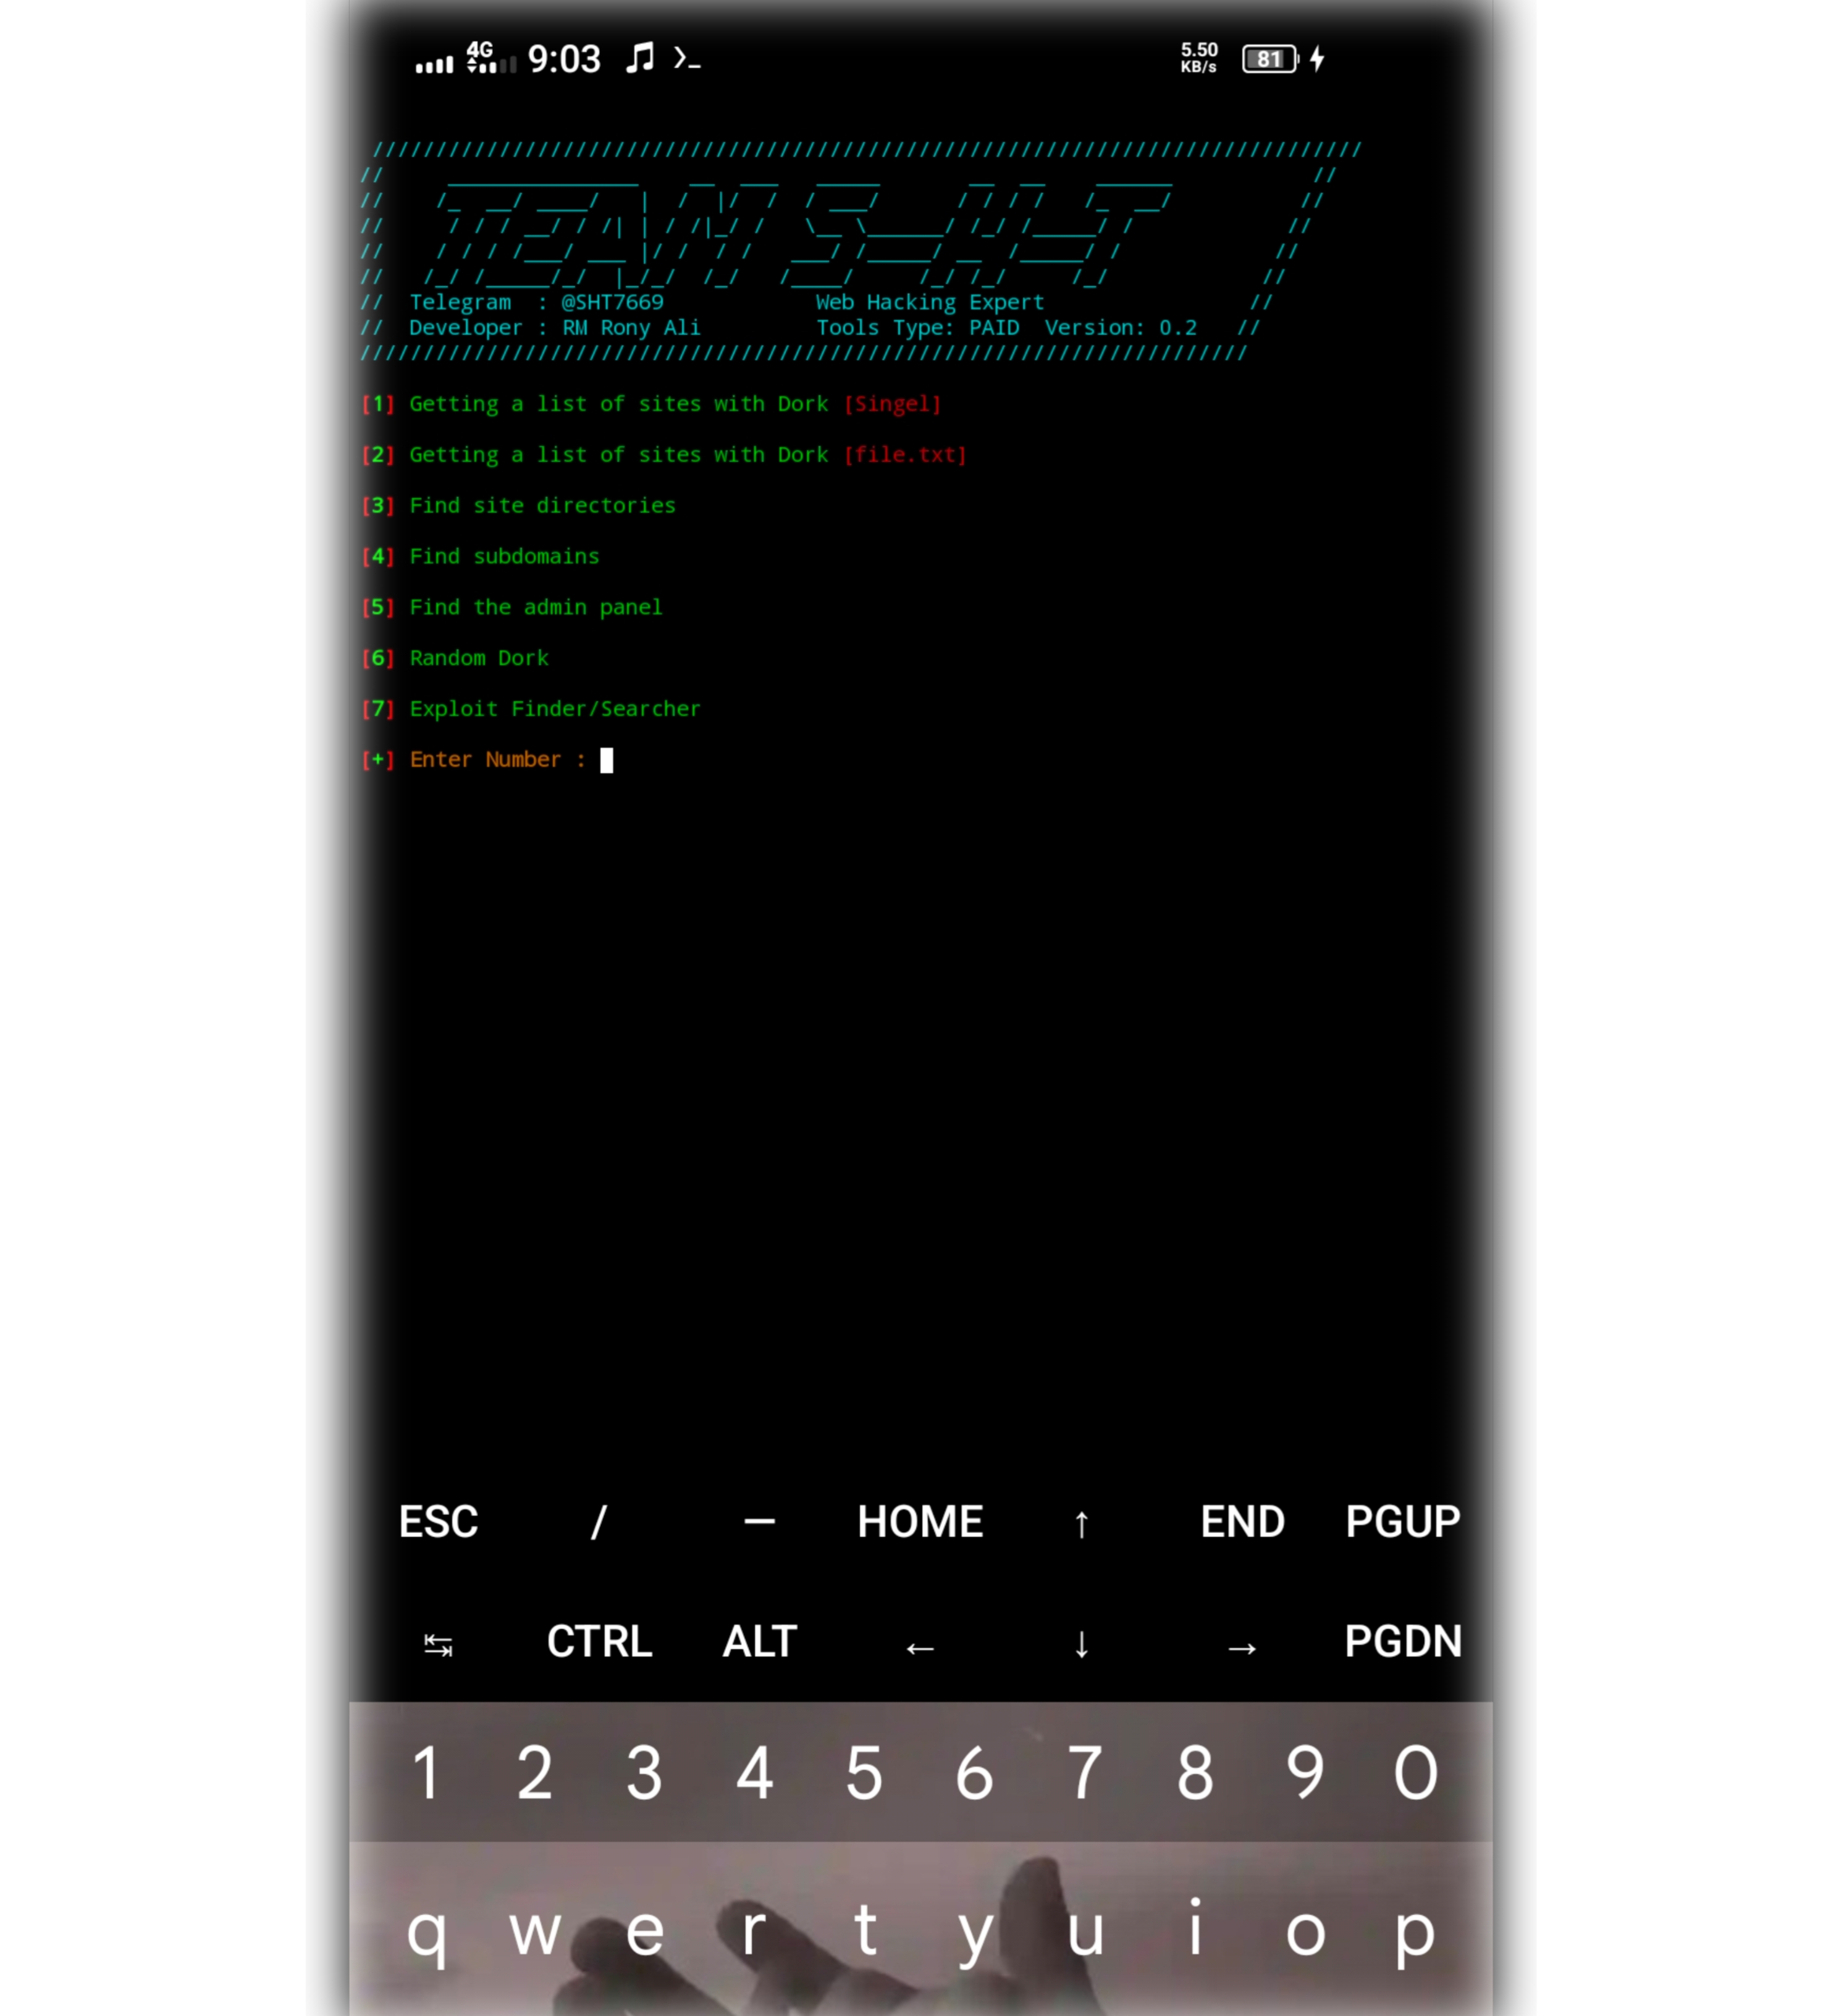 4G 9:03 5.50 KB/s 81
TEAM S-H-T
Telegram : @SHT7669 Web Hacking Expert
Developer : RM Rony Ali Tools Type: PAID Version: 0.2
[1] Getting a list of sites with Dork [Singel]
[2] Getting a list of sites with Dork [file.txt]
[3] Find site directories
[4] Find subdomains
[5] Find the admin panel
[6] Random Dork
[7] Exploit Finder/Searcher
[+] Enter Number :
ESC / — HOME ↑ END PGUP
↹ CTRL ALT ← ↓ → PGDN
1 2 3 4 5 6 7 8 9 0
q w e r t y u i o p